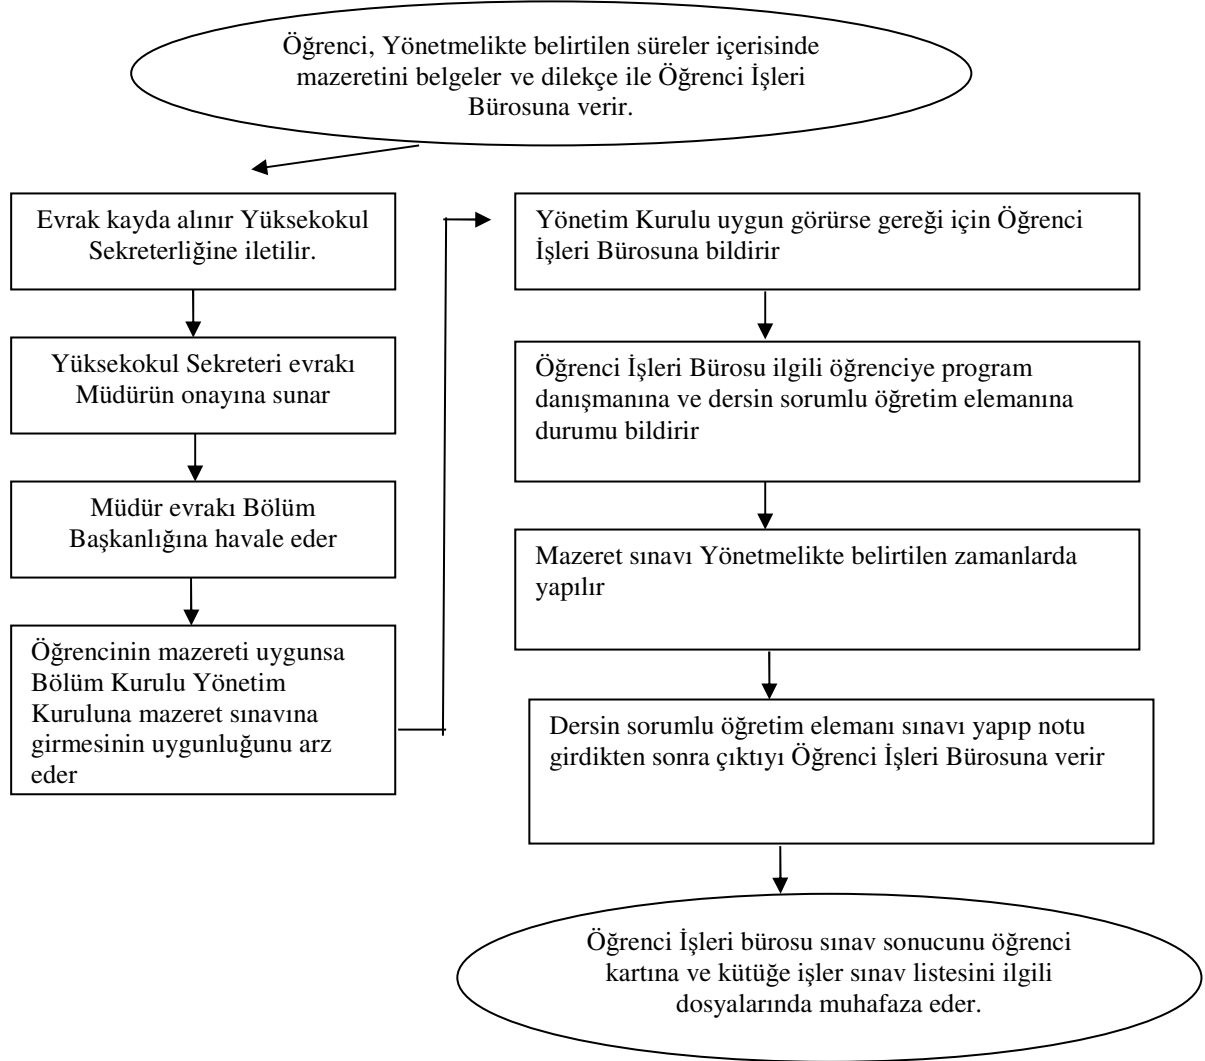 Öğrenci, Yönetmelikte belirtilen süreler içerisinde
mazeretini belgeler ve dilekçe ile Öğrenci İşleri
Bürosuna verir.
Evrak kayda alınır Yüksekokul
Sekreterliğine iletilir.
Yüksekokul Sekreteri evrakı
Müdürün onayına sunar
Müdür evrakı Bölüm
Başkanlığına havale eder
Öğrencinin mazereti uygunsa
Bölüm Kurulu Yönetim
Kuruluna mazeret sınavına
girmesinin uygunluğunu arz
eder
Yönetim Kurulu uygun görürse gereği için Öğrenci
İşleri Bürosuna bildirir
Öğrenci İşleri Bürosu ilgili öğrenciye program
danışmanına ve dersin sorumlu öğretim elemanına
durumu bildirir
Mazeret sınavı Yönetmelikte belirtilen zamanlarda
yapılır
Dersin sorumlu öğretim elemanı sınavı yapıp notu
girdikten sonra çıktıyı Öğrenci İşleri Bürosuna verir
Öğrenci İşleri bürosu sınav sonucunu öğrenci
kartına ve kütüğe işler sınav listesini ilgili
dosyalarında muhafaza eder.